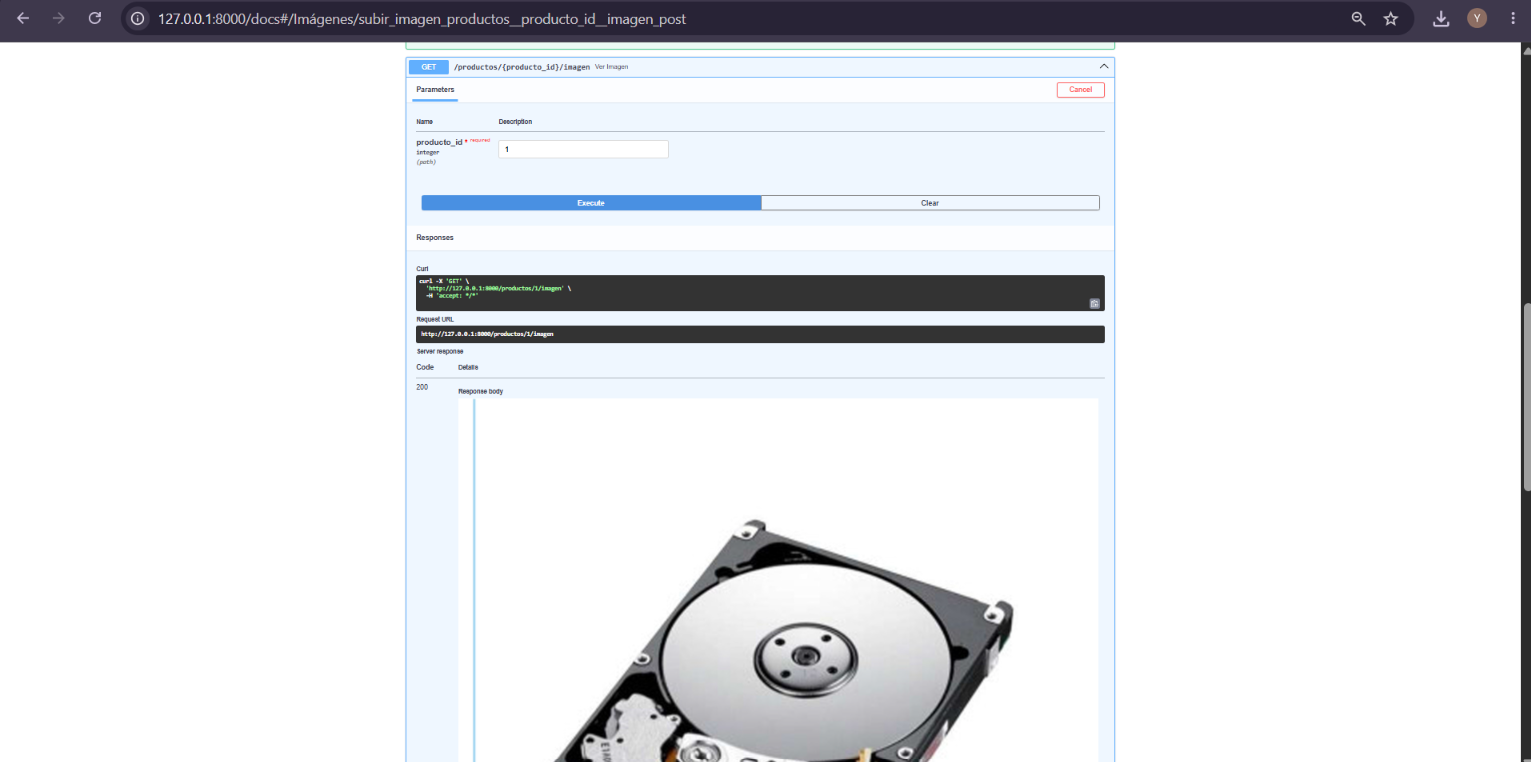 127.0.0.1:8000/docs#/Imágenes/subir_imagen_productos__producto_id__imagen_post
Y
GET /productos/{producto_id}/imagen Ver Imagen
Parameters
Cancel
Name Description
producto_id * required
integer
(path)
1
Execute Clear
Responses
Curl
curl -X 'GET' \
'http://127.0.0.1:8000/productos/1/imagen' \
-H 'accept: */*'
Request URL
http://127.0.0.1:8000/productos/1/imagen
Server response
Code Details
200
Response body